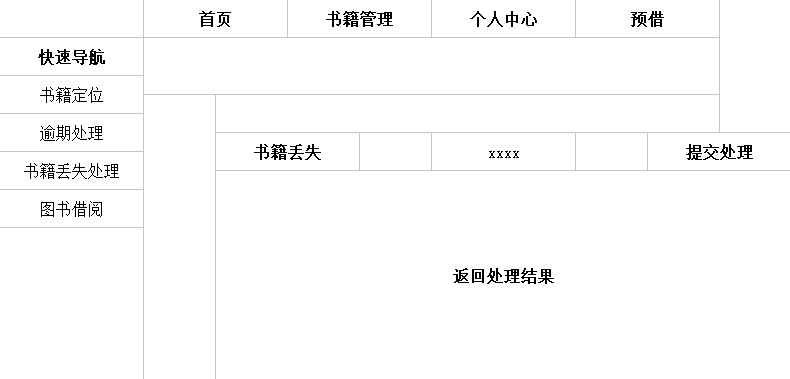 首页 书籍管理 个人中心 预借
快速导航
书籍定位
逾期处理
书籍丢失处理
图书借阅
书籍丢失 xxxx 提交处理
返回处理结果